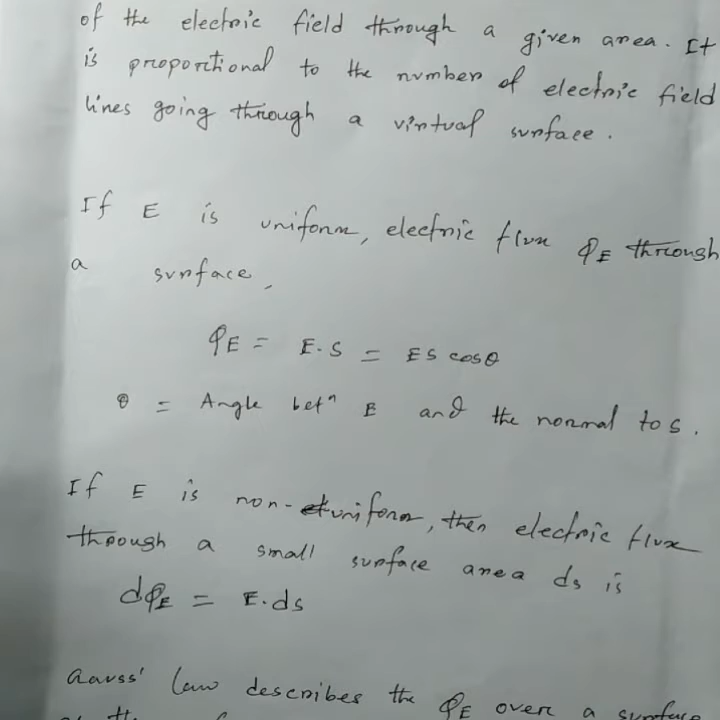 of the electric field through a given area. It
is proportional to the number of electric field
lines going through a virtual surface.
If E is uniform, electric flux φE through
a surface,
φE = E.S = ES cosθ
θ = Angle betⁿ E and the normal to S.
If E is non-uniform, then electric flux
through a small surface area ds is
dφE = E.ds
Gauss' law describes the φE over a surface